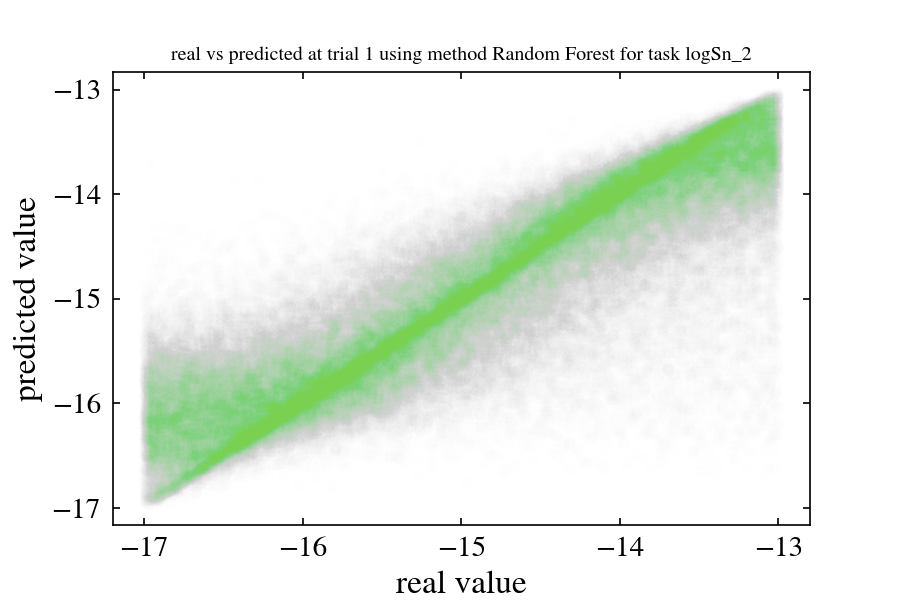 real vs predicted at trial 1 using method Random Forest for task logSn_2
−13
−14
−15
−16
−17
predicted value
−17 −16 −15 −14 −13
real value